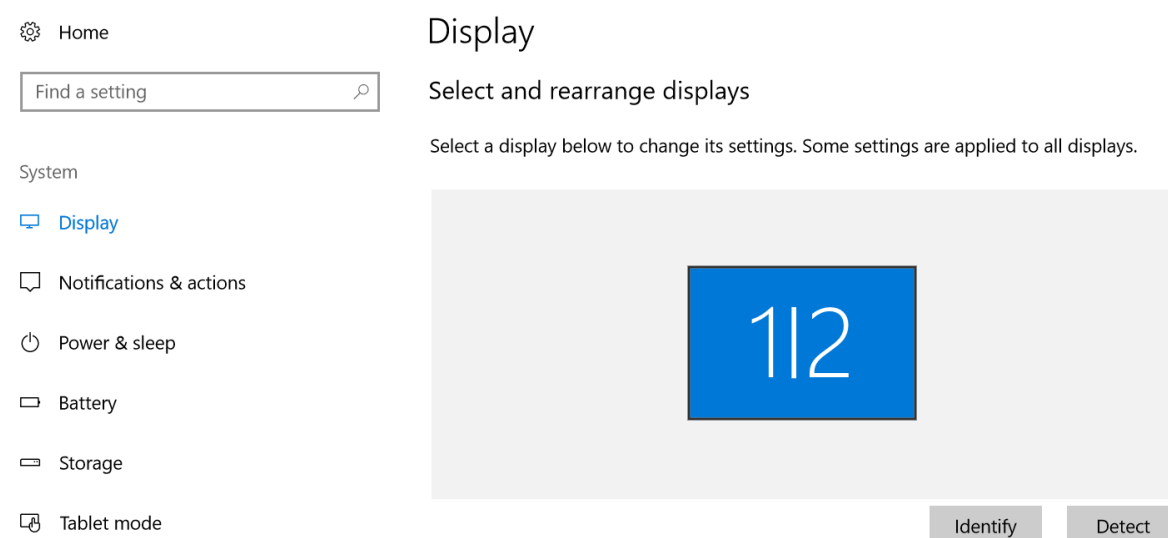 Home
Find a setting
System
Display
Notifications & actions
Power & sleep
Battery
Storage
Tablet mode
Display
Select and rearrange displays
Select a display below to change its settings. Some settings are applied to all displays.
1|2
Identify
Detect